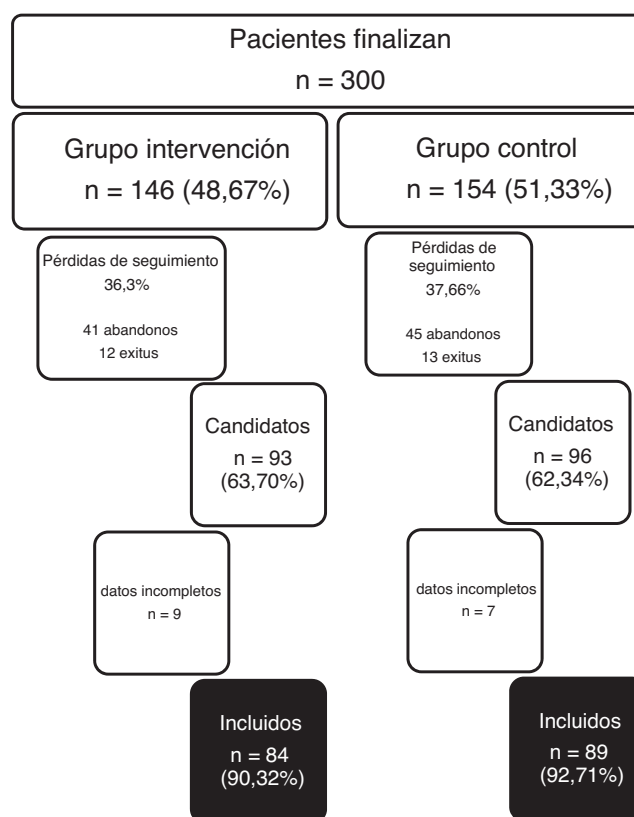 Pacientes finalizan
n = 300
Grupo intervención
n = 146 (48,67%)
Grupo control
n = 154 (51,33%)
Pérdidas de seguimiento
36,3%
41 abandonos
12 exitus
Pérdidas de
seguimiento
37,66%
45 abandonos
13 exitus
Candidatos
n = 93
(63,70%)
Candidatos
n = 96
(62,34%)
datos incompletos
n = 9
datos incompletos
n = 7
Incluidos
n = 84
(90,32%)
Incluidos
n = 89
(92,71%)